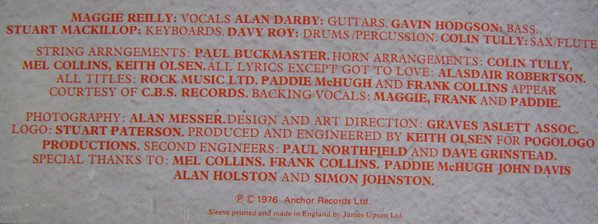 MAGGIE REILLY: VOCALS ALAN DARBY: GUITARS. GAVIN HODGSON: BASS.
STUART MACKILLOP: KEYBOARDS. DAVY ROY: DRUMS/PERCUSSION. COLIN TULLY: SAX/FLUTE
STRING ARRNGEMENTS: PAUL BUCKMASTER. HORN ARRANGEMENTS: COLIN TULLY,
MEL COLLINS, KEITH OLSEN. ALL LYRICS EXCEPT GOT TO LOVE: ALASDAIR ROBERTSON.
ALL TITLES: ROCK MUSIC LTD. PADDIE McHUGH AND FRANK COLLINS APPEAR
COURTESY OF C.B.S. RECORDS. BACKING VOCALS: MAGGIE, FRANK AND PADDIE.
PHOTOGRAPHY: ALAN MESSER. DESIGN AND ART DIRECTION: GRAVES ASLETT ASSOC.
LOGO: STUART PATERSON. PRODUCED AND ENGINEERED BY KEITH OLSEN FOR POGOLOGO
PRODUCTIONS. SECOND ENGINEERS: PAUL NORTHFIELD AND DAVE GRINSTEAD.
SPECIAL THANKS TO: MEL COLLINS. FRANK COLLINS. PADDIE McHUGH JOHN DAVIS
ALAN HOLSTON AND SIMON JOHNSTON.
℗ © 1976 Anchor Records Ltd.
Sleeve printed and made in England by James Upton Ltd.